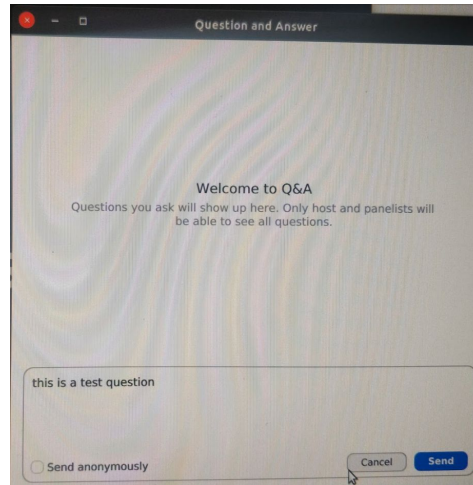 Question and Answer
Welcome to Q&A
Questions you ask will show up here. Only host and panelists will
be able to see all questions.
this is a test question
Send anonymously
Cancel
Send